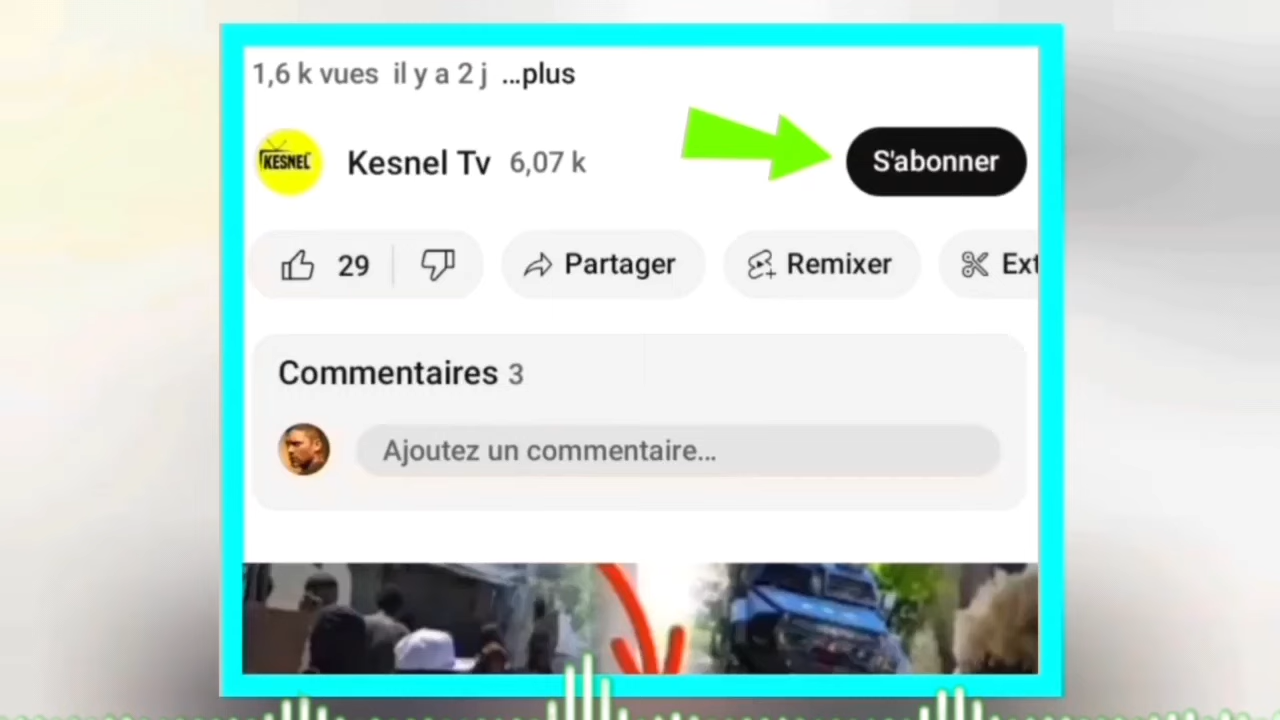 1,6 k vues il y a 2 j ...plus
KESNEL
Kesnel Tv 6,07 k
S'abonner
29
Partager
Remixer
Ext
Commentaires 3
Ajoutez un commentaire...